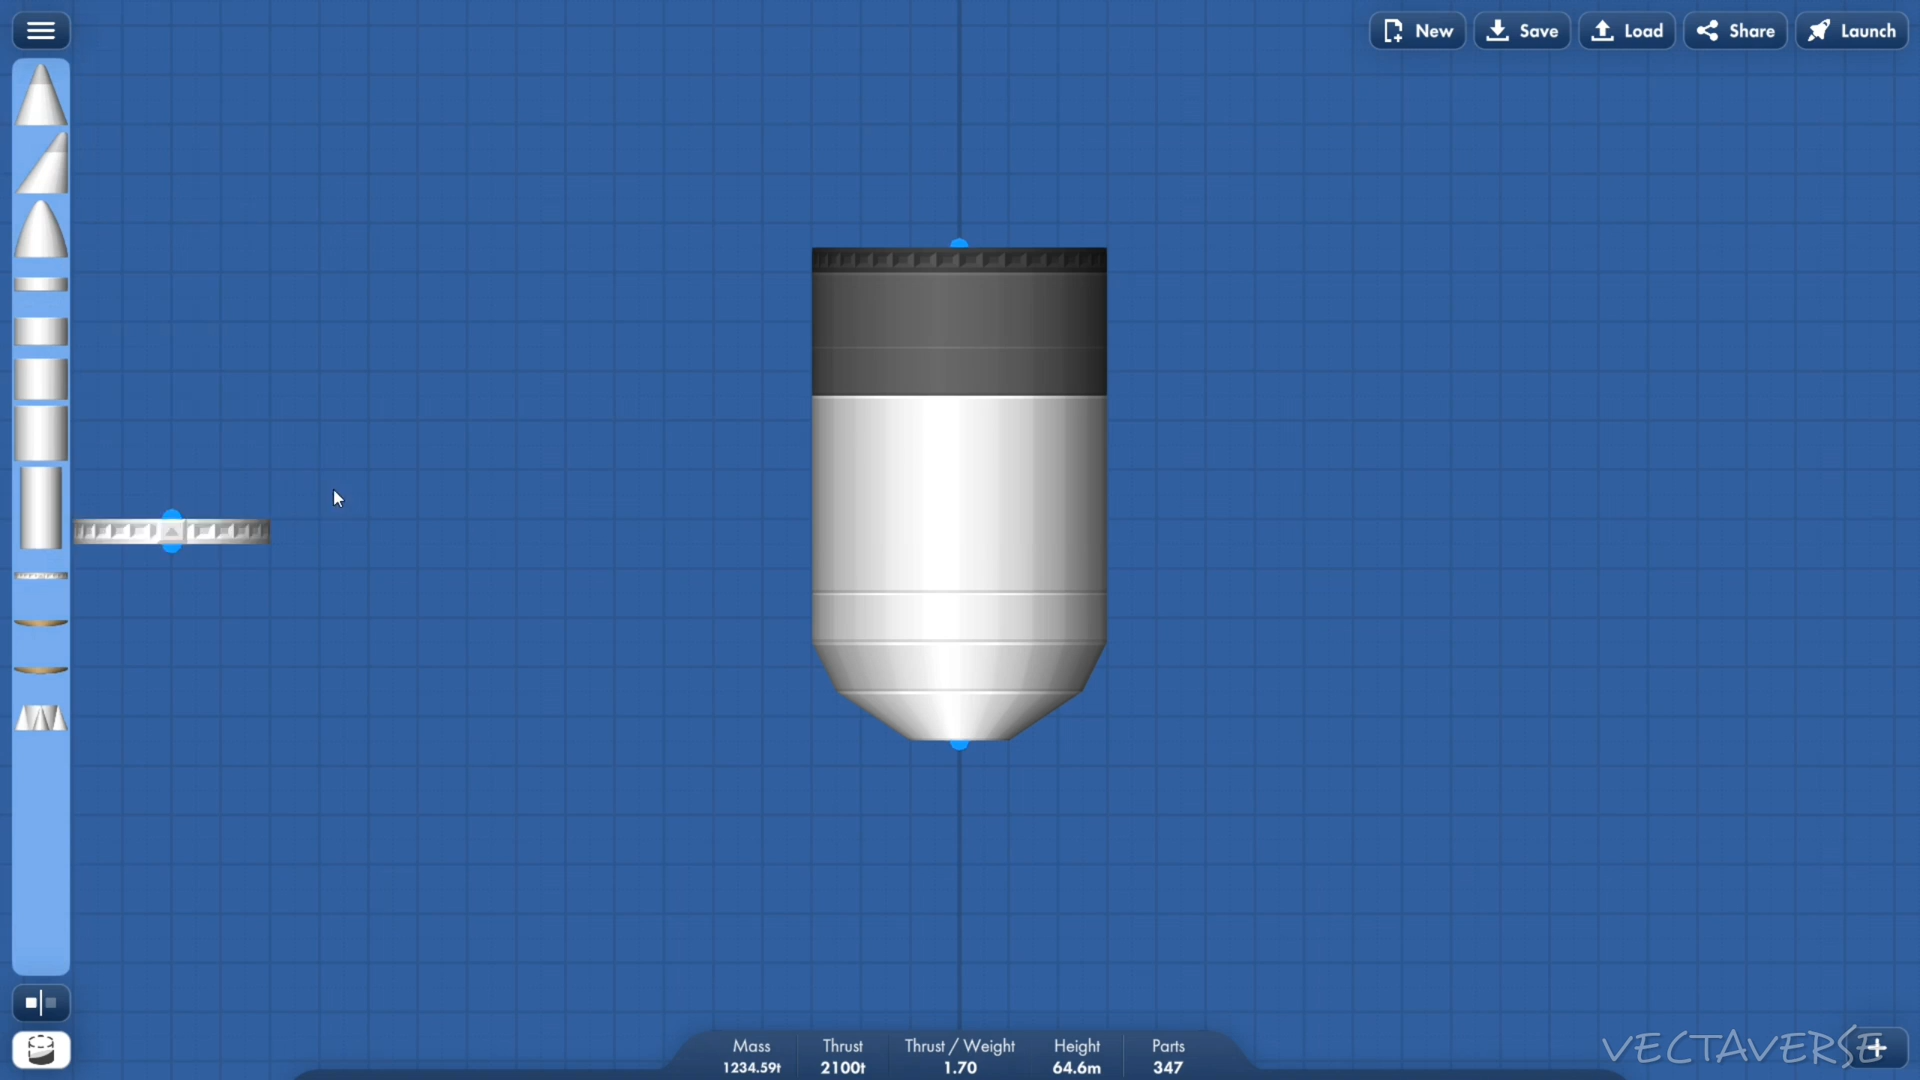 New
Save
Load
Share
Launch
Mass
1234.59t
Thrust
2100t
Thrust / Weight
1.70
Height
64.6m
Parts
347
VECTAVERSE